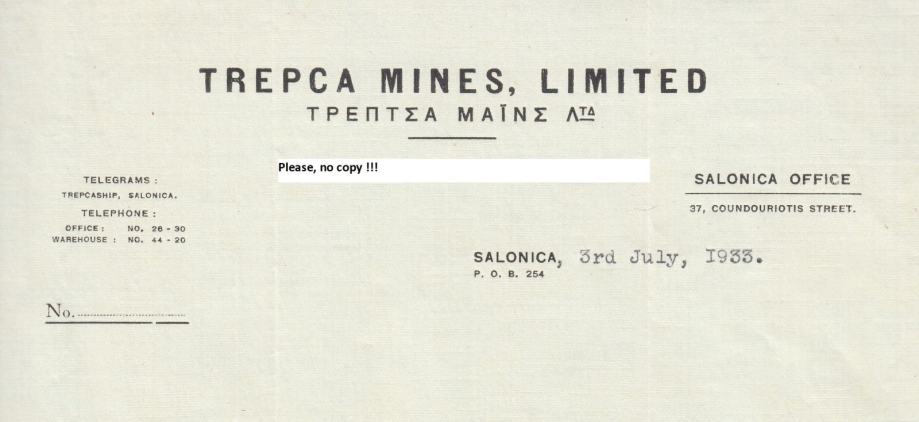 TREPCA MINES, LIMITED
ΤΡΕΠΤΣΑ ΜΑΪΝΣ ΛΤΔ
Please, no copy !!!
TELEGRAMS :
TREPCASHIP, SALONICA.
TELEPHONE :
OFFICE : NO. 26 - 30
WAREHOUSE : NO. 44 - 20
SALONICA OFFICE
37, COUNDOURIOTIS STREET.
SALONICA, 3rd July, 1933.
P. O. B. 254
No.